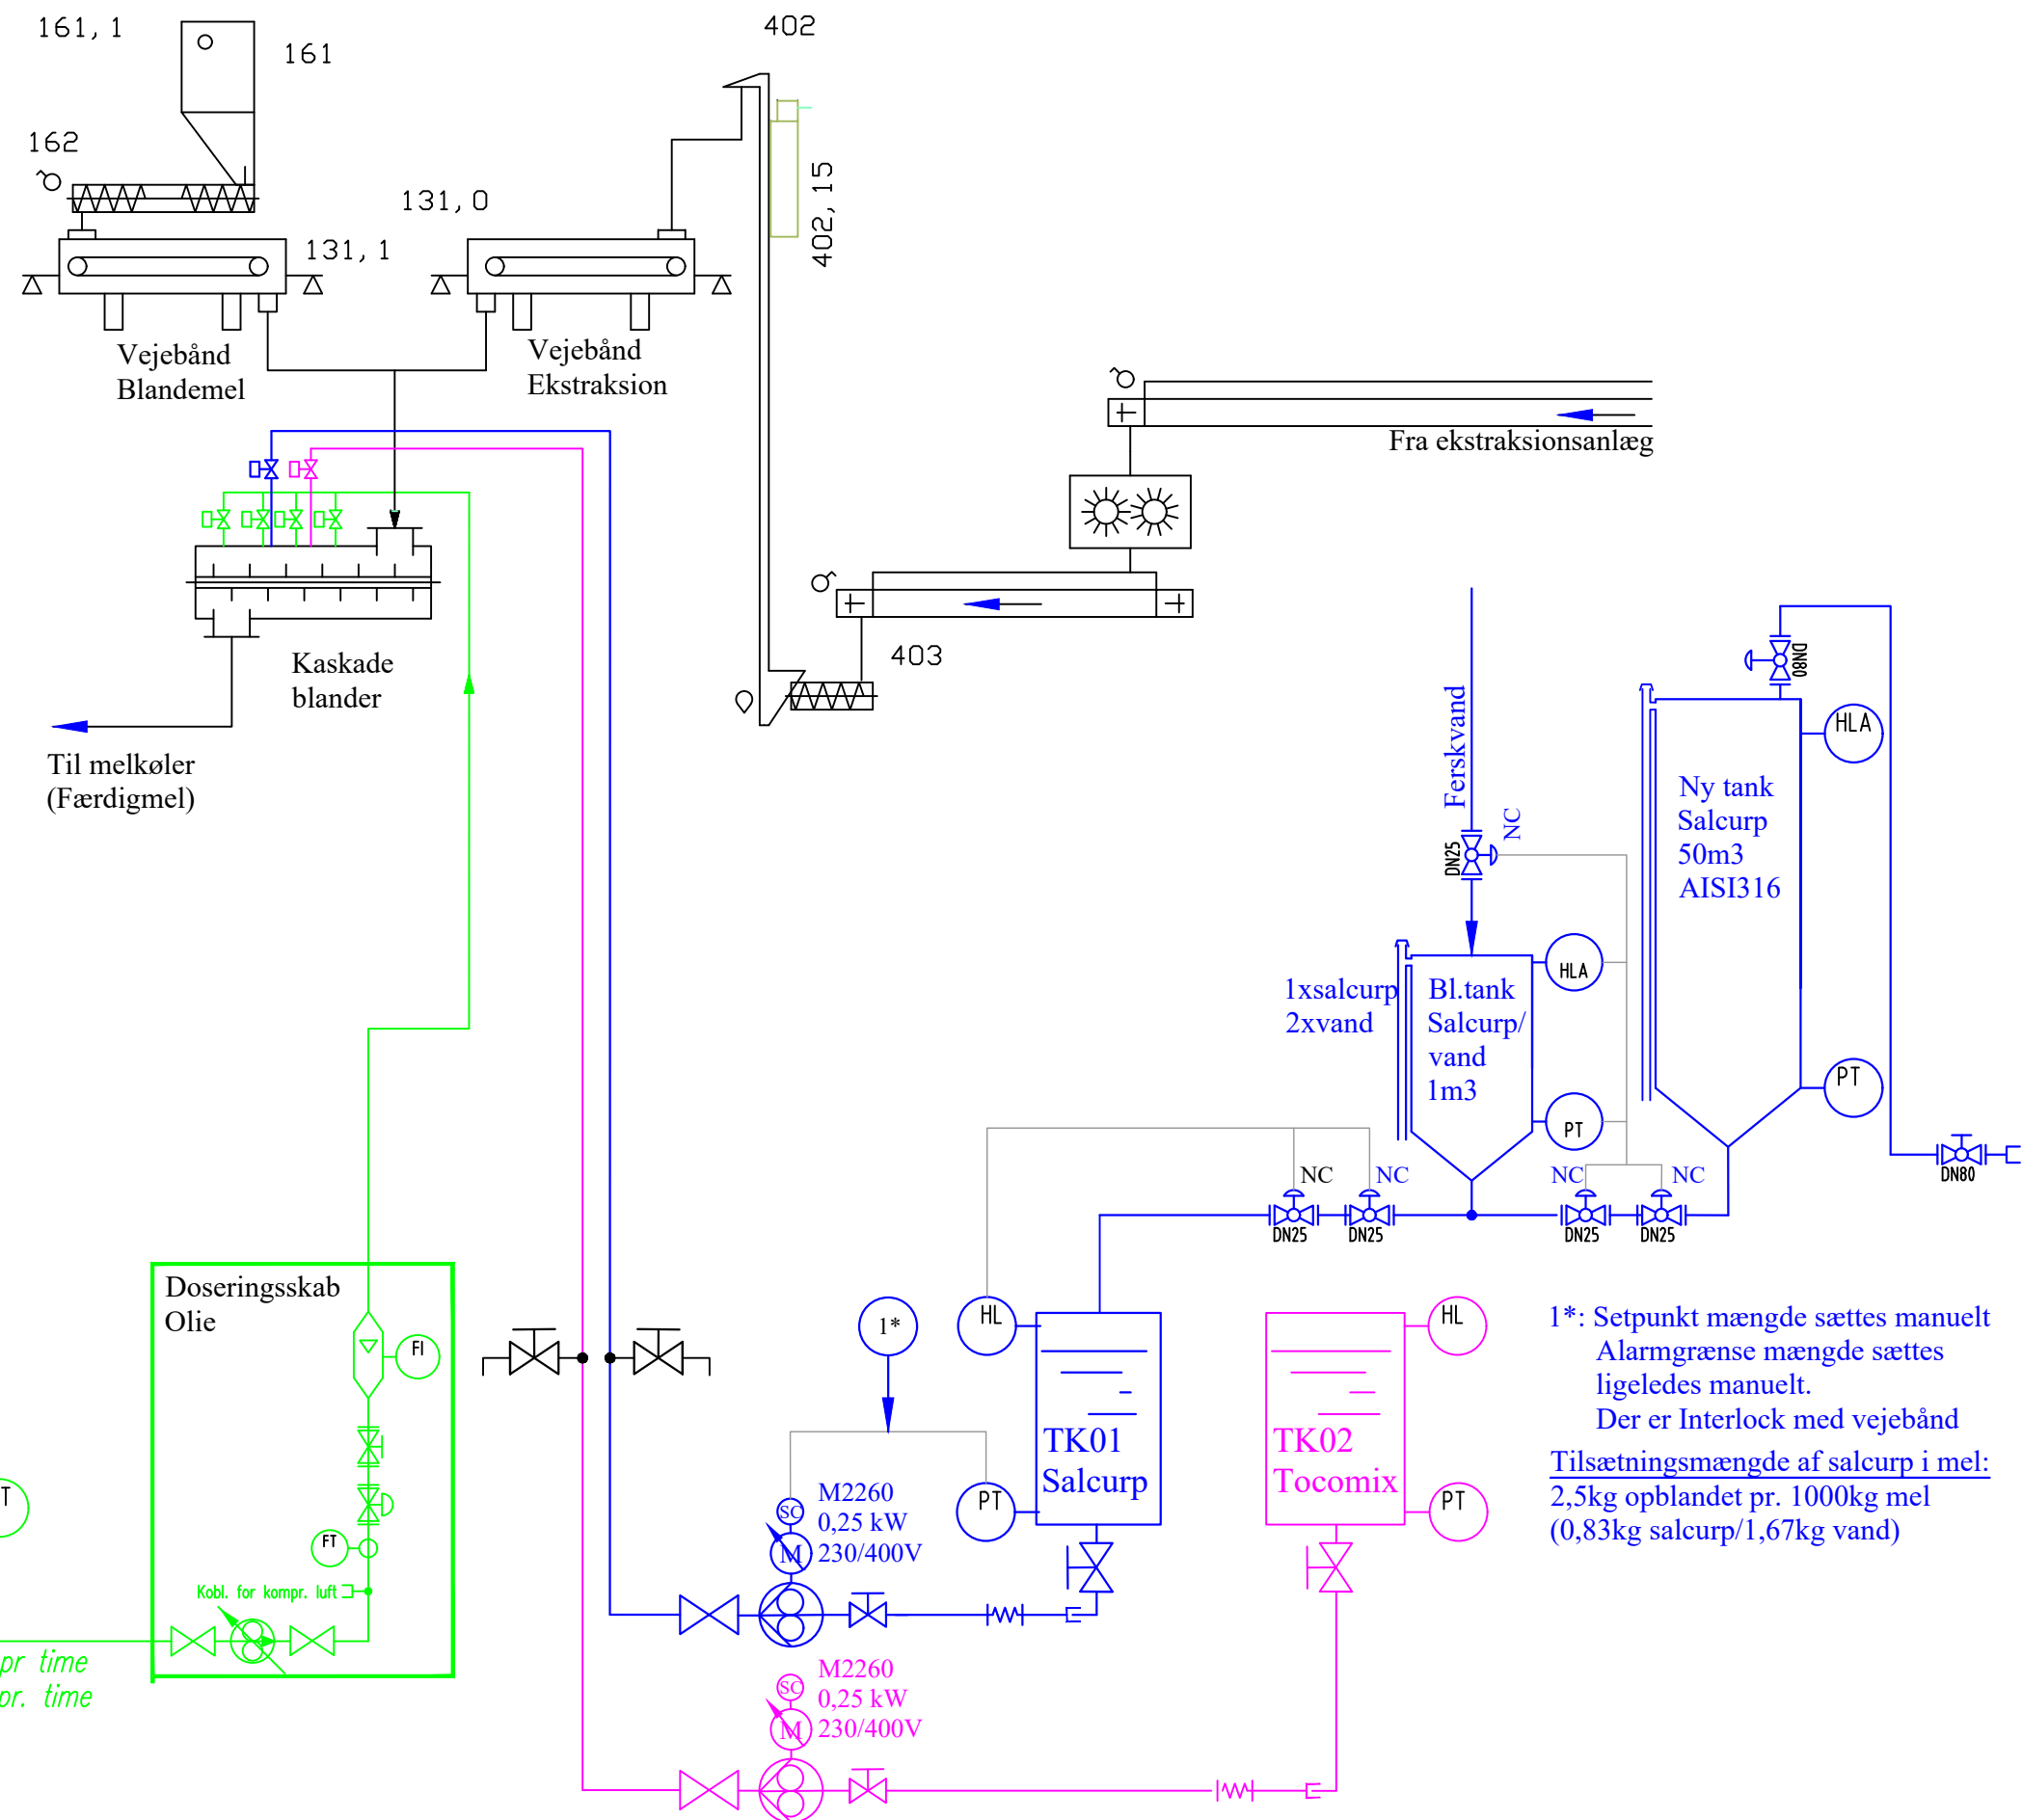 161,1
161
402
162
131,0
402,15
131,1
Vejebånd
Blandemel
Vejebånd
Ekstraksion
Fra ekstraksionsanlæg
403
Kaskade
blander
Til melkøler
(Færdigmel)
DN80
HLA
Ferskvand
NC
DN25
Ny tank
Salcurp
50m3
AISI316
HLA
1xsalcurp
2xvand
Bl.tank
Salcurp/
vand
1m3
PT
PT
NC
NC
NC
NC
DN25
DN25
DN25
DN25
DN80
Doseringsskab
Olie
FI
1*
HL
HL
TK01
Salcurp
TK02
Tocomix
PT
PT
1*: Setpunkt mængde sættes manuelt
Alarmgrænse mængde sættes
ligeledes manuelt.
Der er Interlock med vejebånd
Tilsætningsmængde af salcurp i mel:
2,5kg opblandet pr. 1000kg mel
(0,83kg salcurp/1,67kg vand)
T
FT
Kobl. for kompr. luft
SC
M
M2260
0,25 kW
230/400V
pr time
pr. time
SC
M
M2260
0,25 kW
230/400V